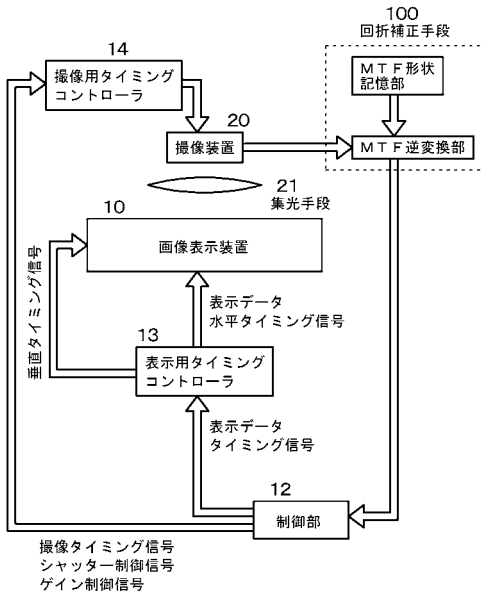 100
回折補正手段
14
撮像用タイミング
コントローラ
MTF形状
記憶部
20
撮像装置
MTF逆変換部
21
集光手段
10
画像表示装置
垂直タイミング信号
表示データ
水平タイミング信号
13
表示用タイミング
コントローラ
表示データ
タイミング信号
12
制御部
撮像タイミング信号
シャッター制御信号
ゲイン制御信号